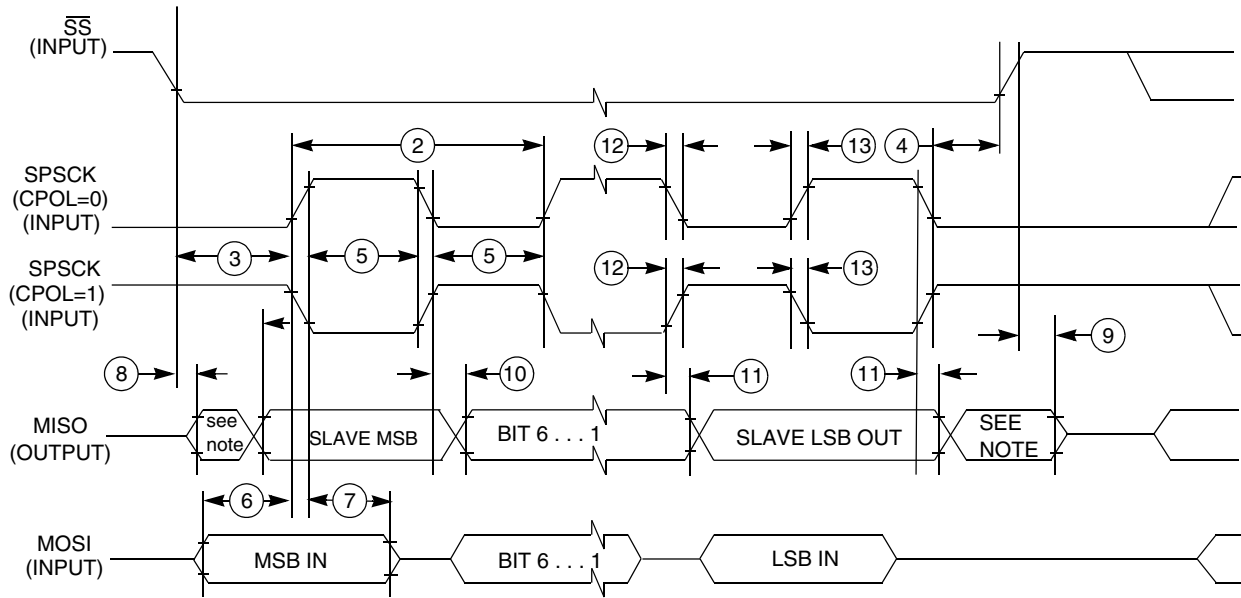 SS
(INPUT)
2
12
13
4
SPSCK
(CPOL=0)
(INPUT)
3
5
5
SPSCK
(CPOL=1)
(INPUT)
12
13
8
10
11
11
9
MISO
(OUTPUT)
see
note
SLAVE MSB
BIT 6 . . . 1
SLAVE LSB OUT
SEE
NOTE
6
7
MOSI
(INPUT)
MSB IN
BIT 6 . . . 1
LSB IN